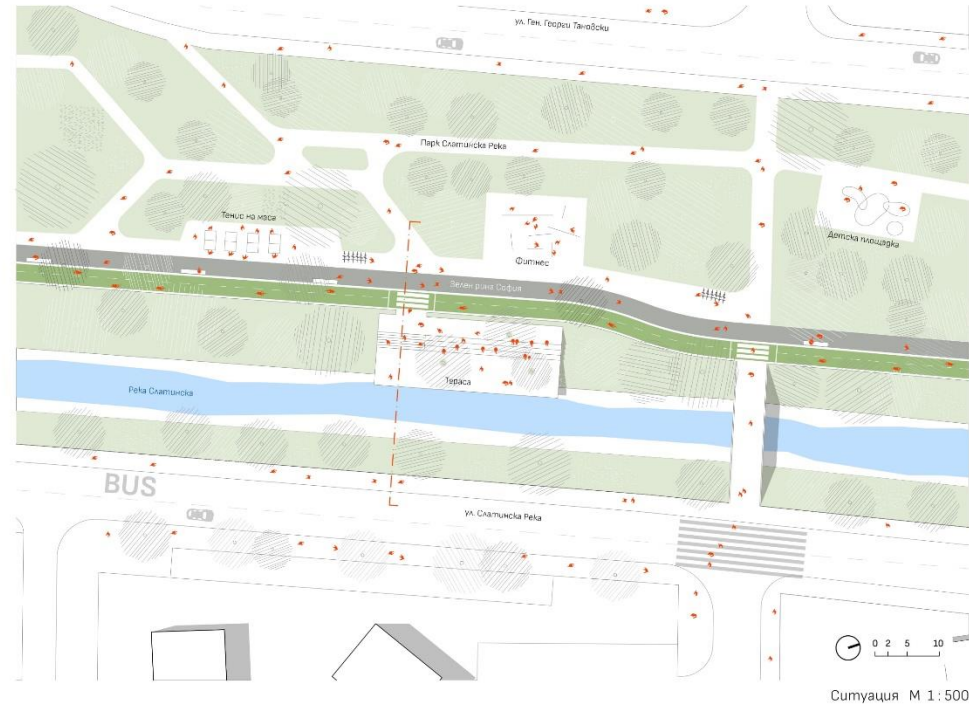 ул. Ген. Георги Тановски
Парк Слатинска Река
Тенис на маса
Детска площадка
Фитнес
Зелен ринг София
Тераса
Река Слатинска
BUS
ул. Слатинска Река
0 2 5 10
Ситуация М 1:500